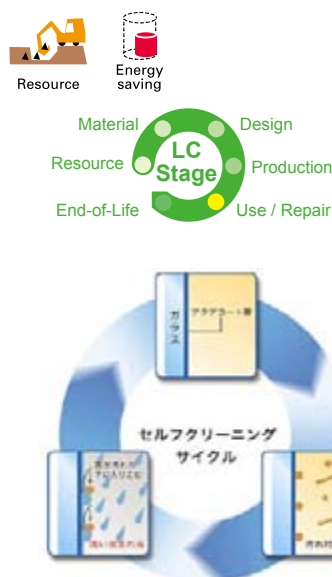 Resource
Energy
saving
Material
Design
LC
Stage
Resource
Production
End-of-Life
Use / Repair
ガラス
セルフクリーニング
サイクル